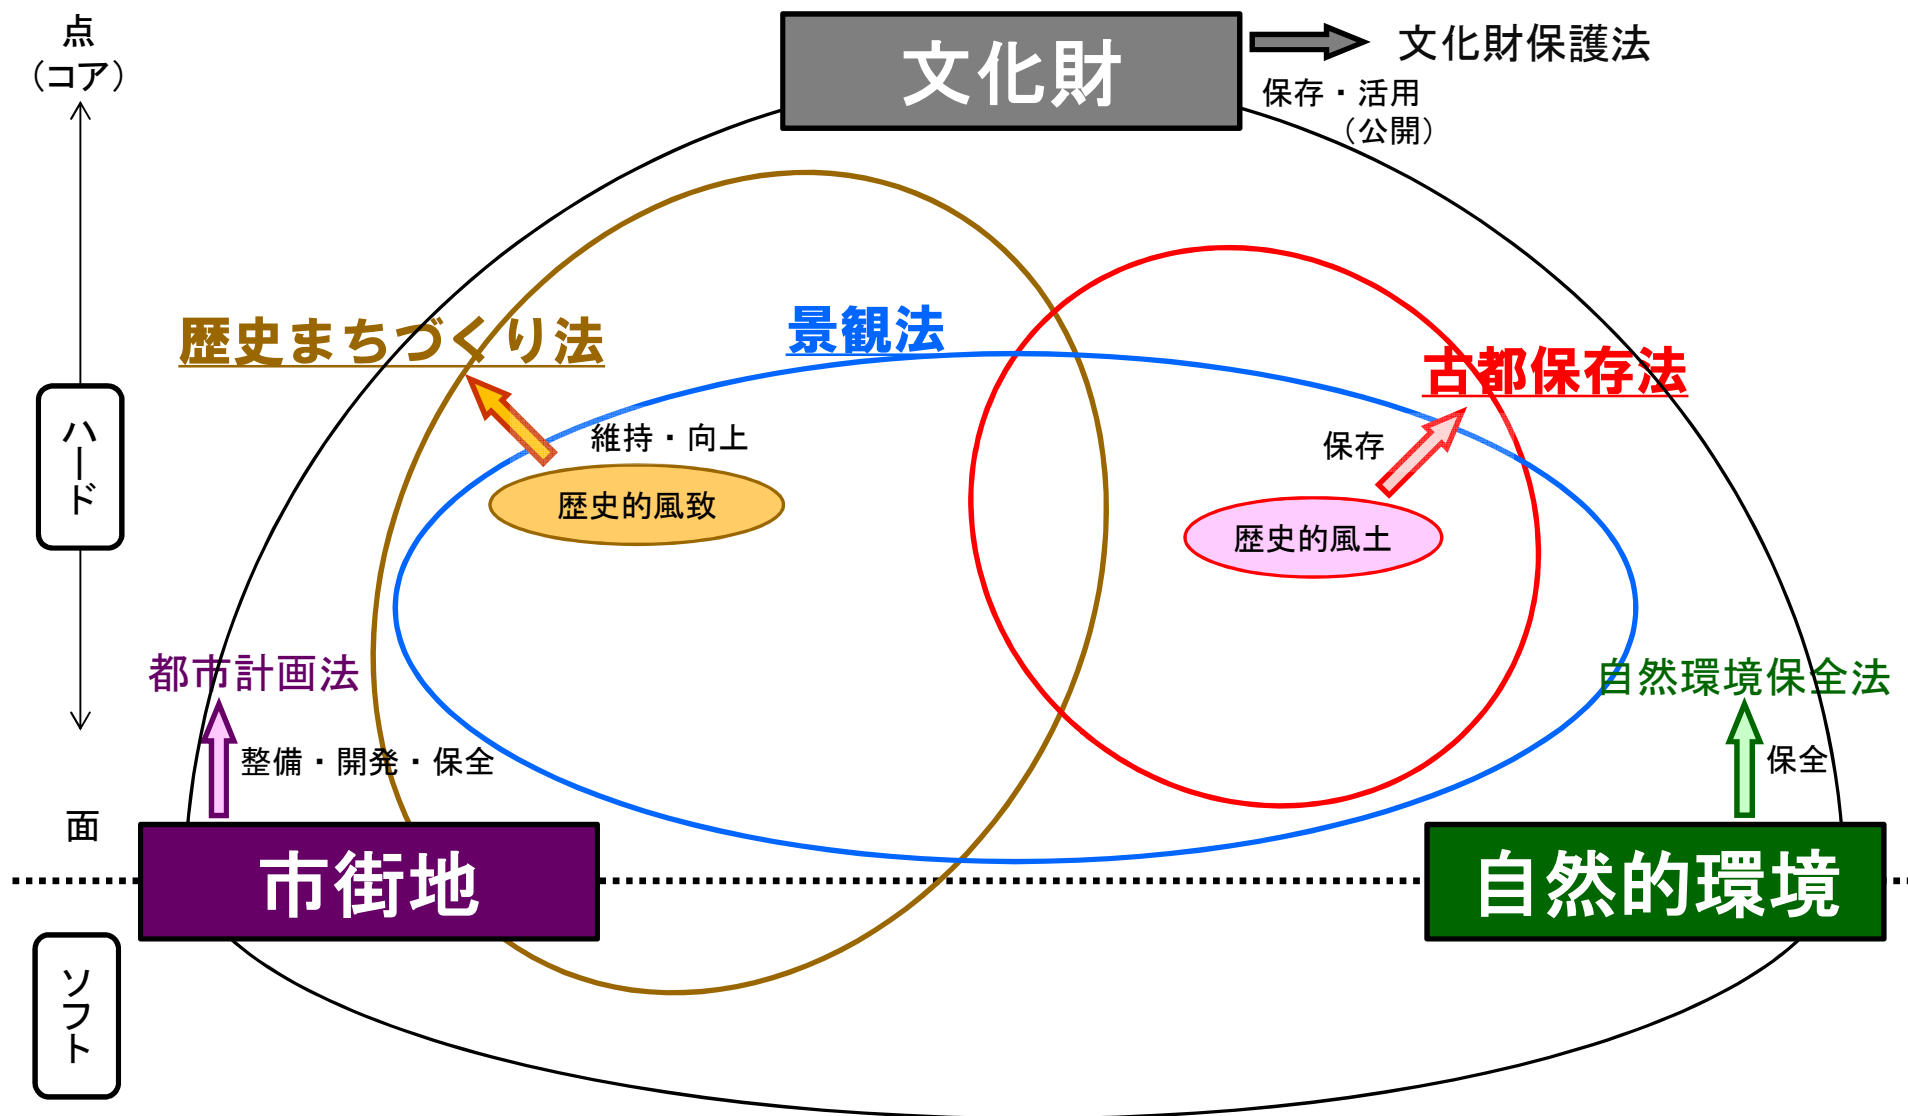 点
（コア）
文化財
文化財保護法
保存・活用
（公開）
歴史まちづくり法
景観法
古都保存法
維持・向上
保存
ハード
歴史的風致
歴史的風土
都市計画法
自然環境保全法
整備・開発・保全
保全
面
市街地
自然的環境
ソフト